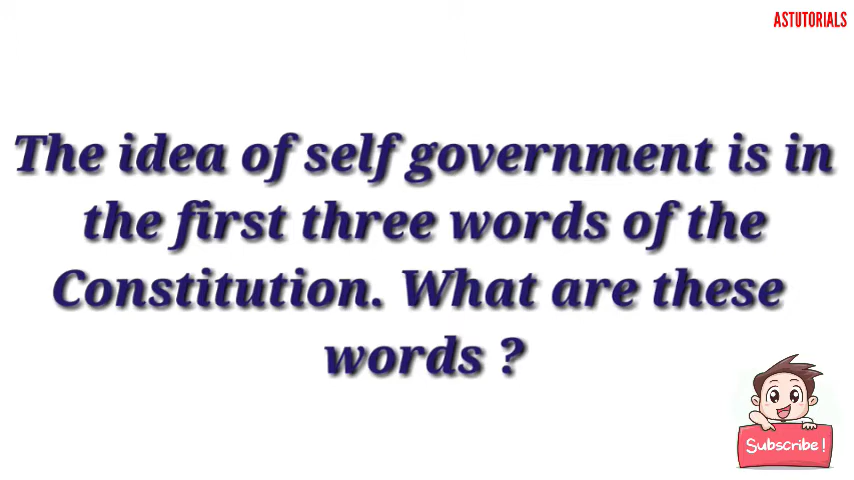 ASTUTORIALS
The idea of self government is in
the first three words of the
Constitution. What are these
words ?
Subscribe!